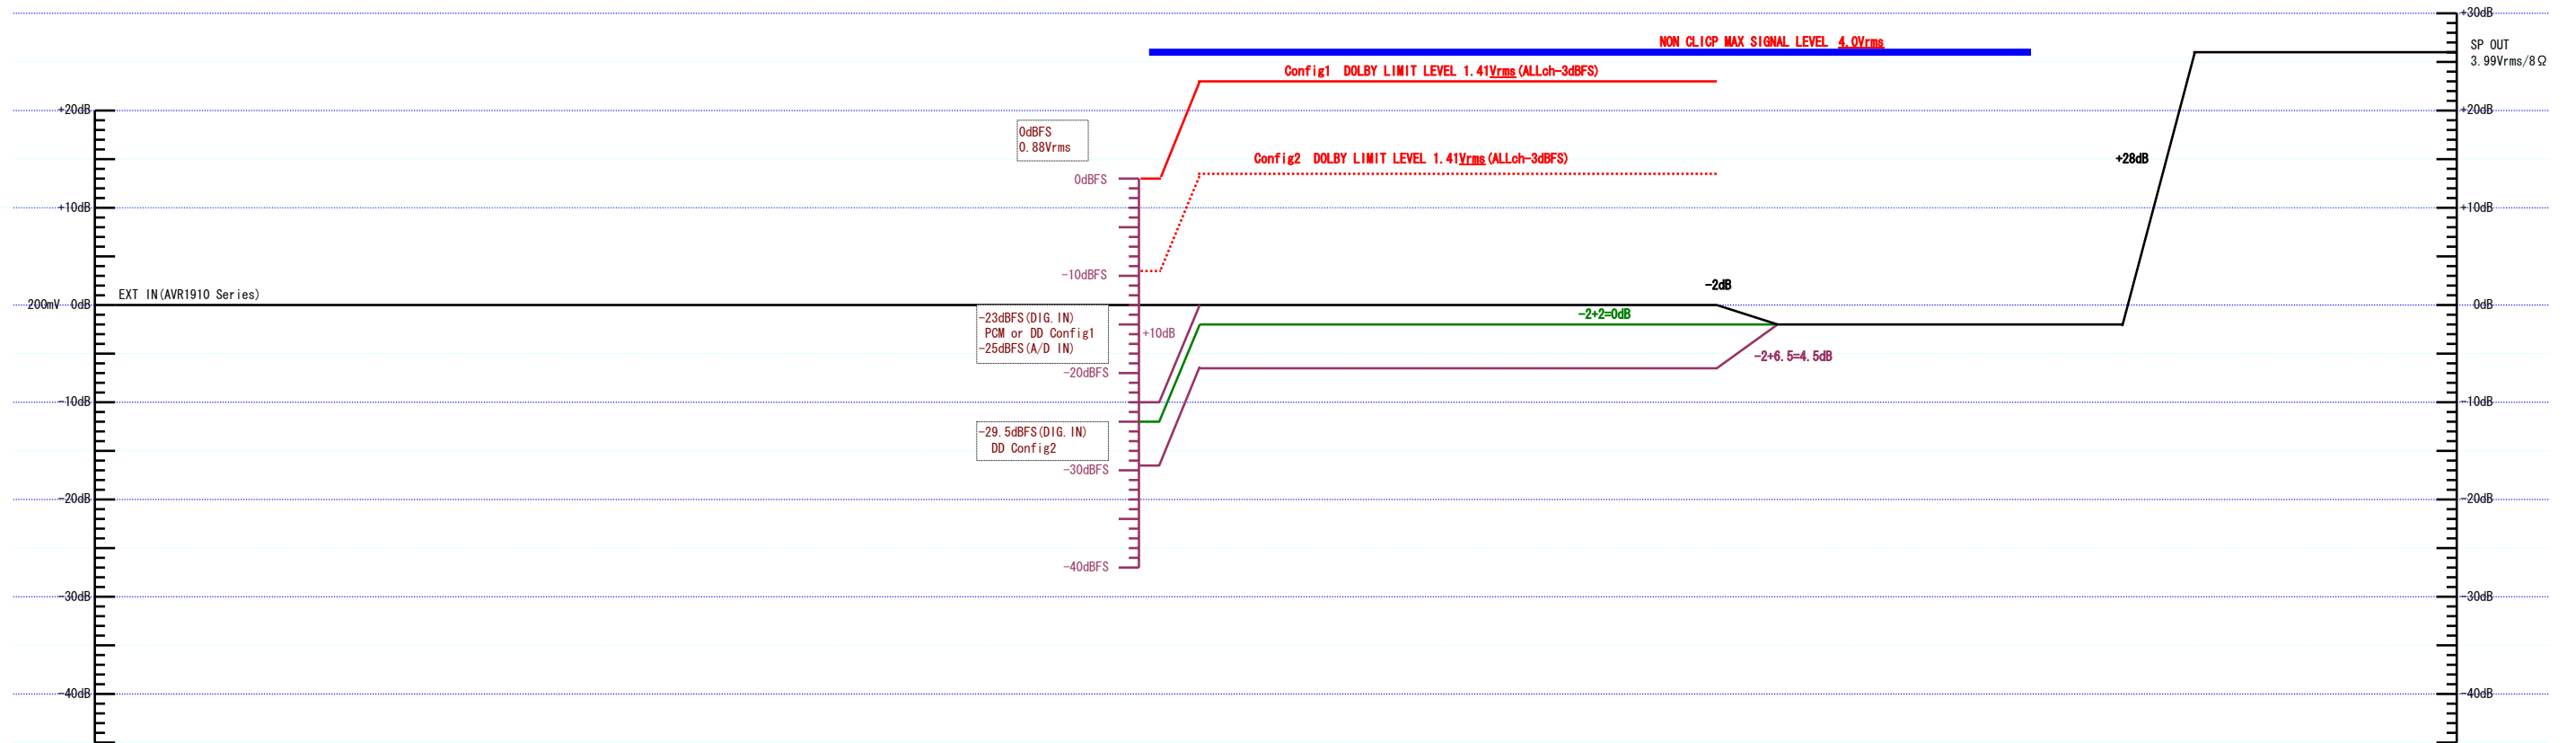 +30dB
NON CLICP MAX SIGNAL LEVEL 4.0Vrms
SP OUT
3.99Vrms/8Ω
Config1 DOLBY LIMIT LEVEL 1.41Vrms(ALLch-3dBFS)
+20dB
+20dB
0dBFS
0.88Vrms
Config2 DOLBY LIMIT LEVEL 1.41Vrms(ALLch-3dBFS)
+28dB
0dBFS
+10dB
+10dB
-10dBFS
-2dB
EXT IN(AVR1910 Series)
200mV 0dB
0dB
-23dBFS(DIG.IN)
PCM or DD Config1
-25dBFS(A/D IN)
+10dB
-2+2=0dB
-2+6.5=4.5dB
-20dBFS
-10dB
-10dB
-29.5dBFS(DIG.IN)
DD Config2
-30dBFS
-20dB
-20dB
-40dBFS
-30dB
-30dB
-40dB
-40dB